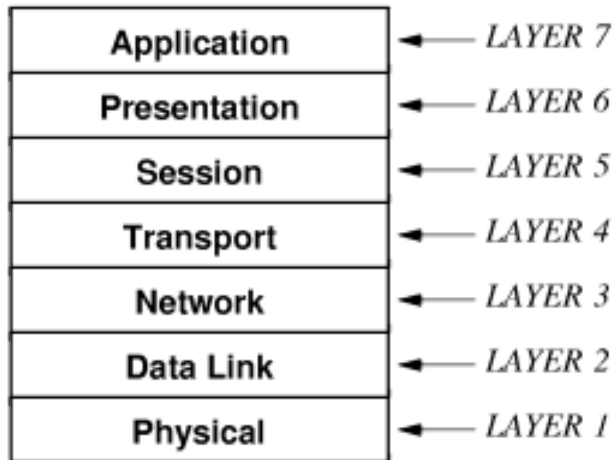 Application LAYER 7
Presentation LAYER 6
Session LAYER 5
Transport LAYER 4
Network LAYER 3
Data Link LAYER 2
Physical LAYER 1